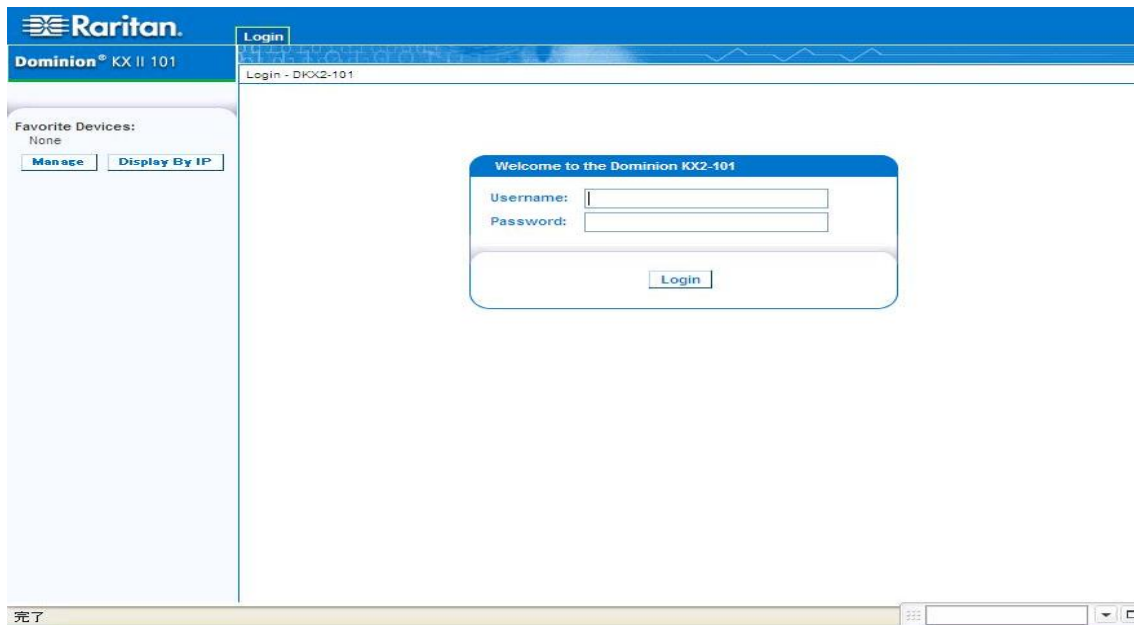 Raritan.
Login
Dominion® KX II 101
Login - DKX2-101
Favorite Devices:
None
Manage
Display By IP
Welcome to the Dominion KX2-101
Username:
Password:
Login
完了